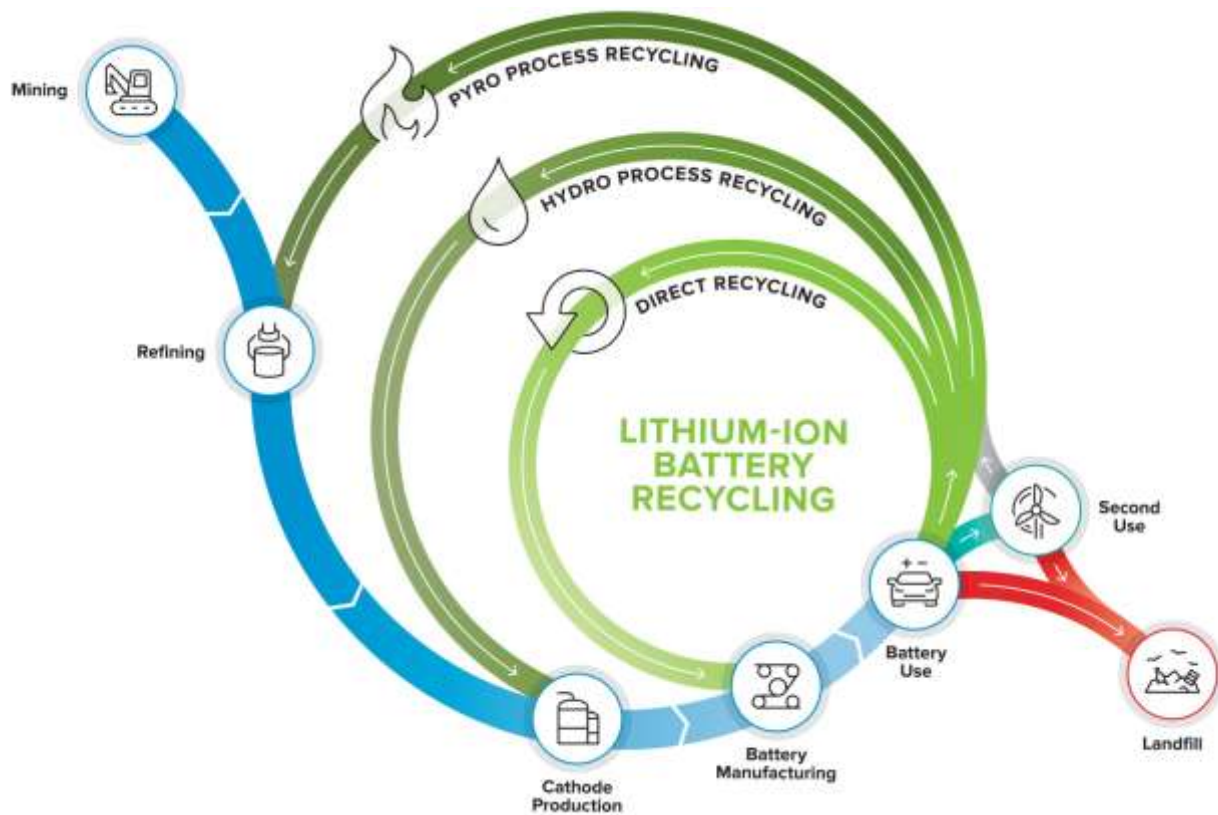 Mining
PYRO PROCESS RECYCLING
HYDRO PROCESS RECYCLING
DIRECT RECYCLING
Refining
LITHIUM-ION
BATTERY
RECYCLING
Second
Use
+ -
Battery
Use
Landfill
Battery
Manufacturing
Cathode
Production